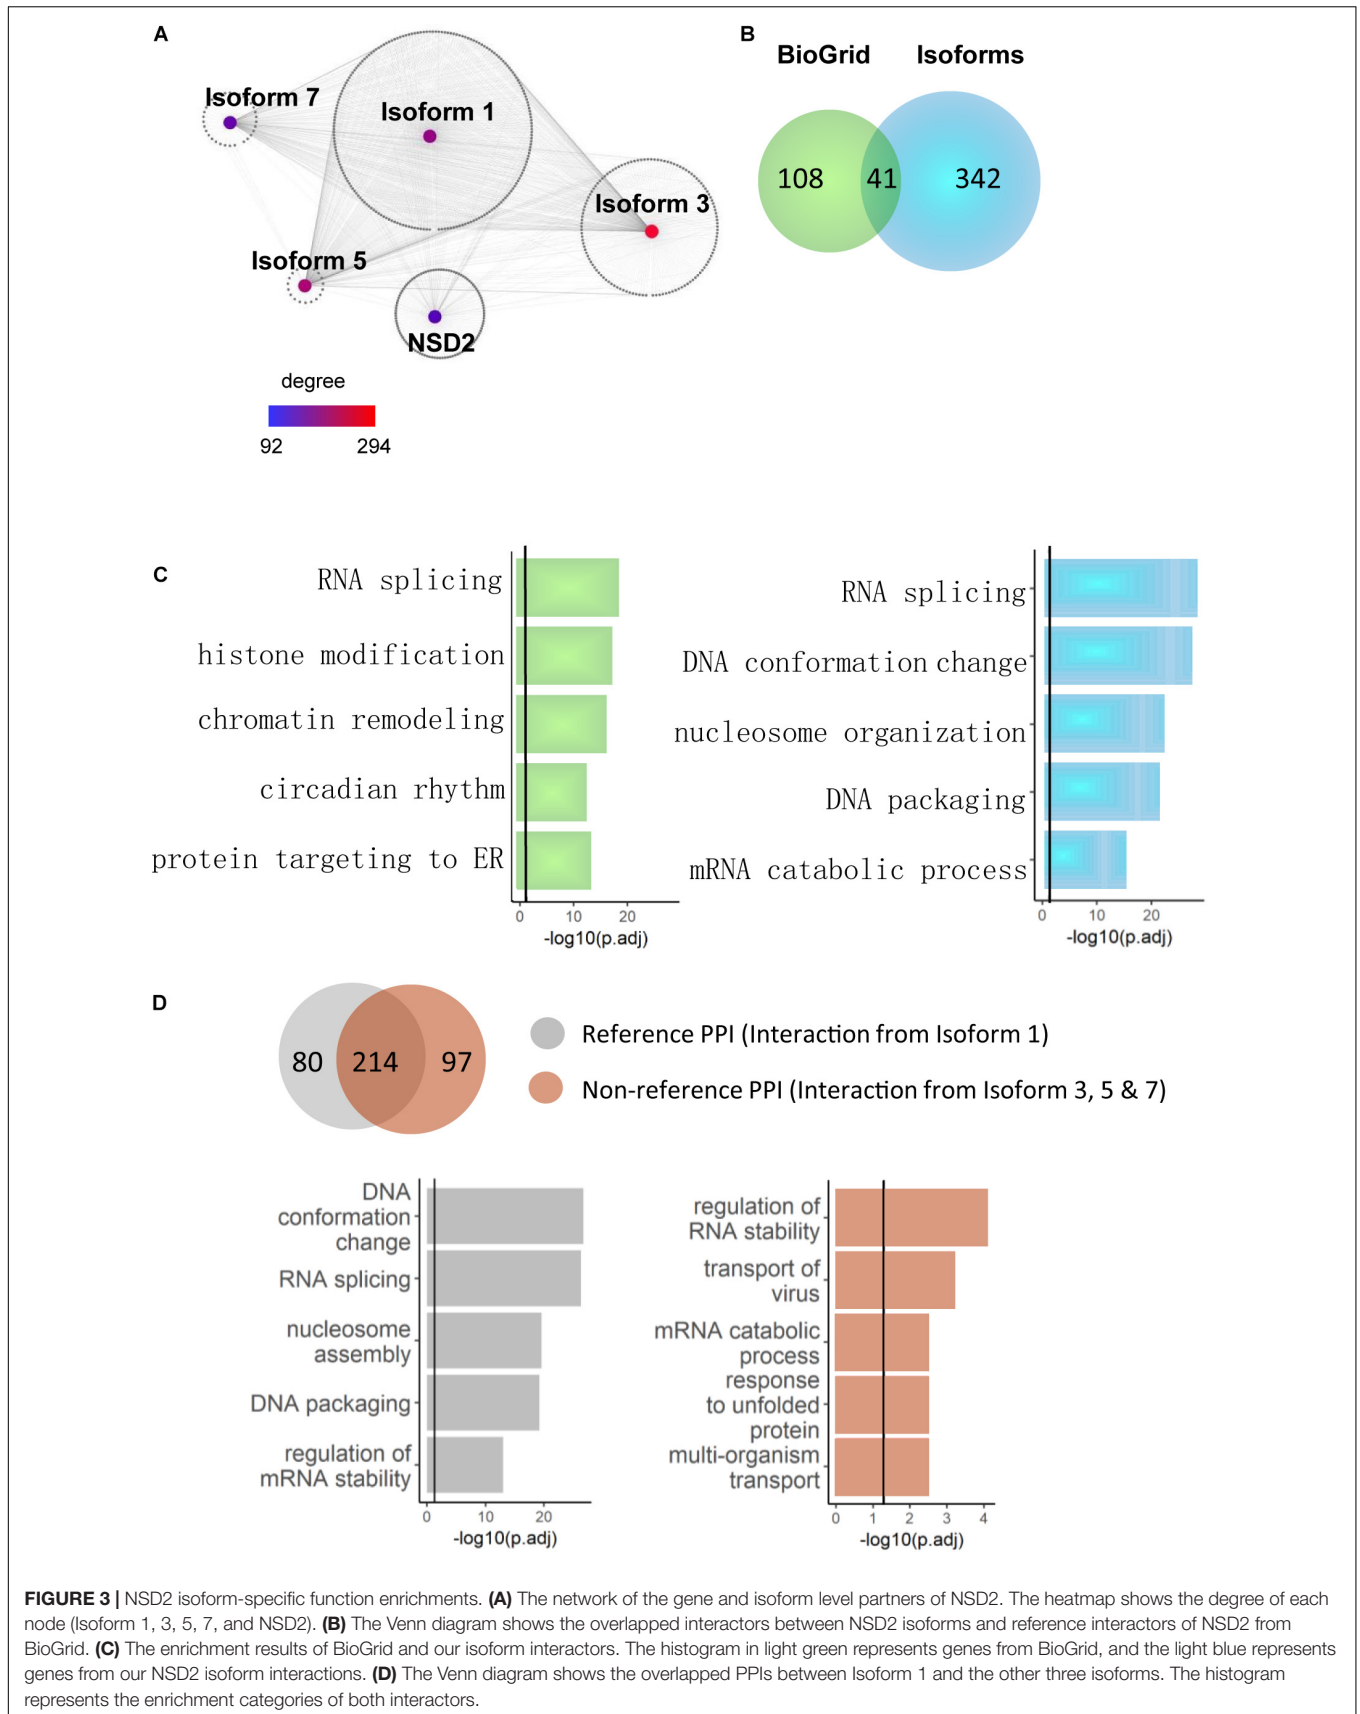 A
Isoform 7
Isoform 1
Isoform 3
Isoform 5
NSD2
degree
92 294
B
BioGrid Isoforms
108 41 342
C
RNA splicing
histone modification
chromatin remodeling
circadian rhythm
protein targeting to ER
0 10 20
-log10(p.adj)
RNA splicing
DNA conformation change
nucleosome organization
DNA packaging
mRNA catabolic process
0 10 20
-log10(p.adj)
D
80 214 97
Reference PPI (Interaction from Isoform 1)
Non-reference PPI (Interaction from Isoform 3, 5 & 7)
DNA
conformation
change
RNA splicing
nucleosome
assembly
DNA packaging
regulation of
mRNA stability
0 10 20
-log10(p.adj)
regulation of
RNA stability
transport of
virus
mRNA catabolic
process
response
to unfolded
protein
multi-organism
transport
0 1 2 3 4
-log10(p.adj)
FIGURE 3 | NSD2 isoform-specific function enrichments. (A) The network of the gene and isoform level partners of NSD2. The heatmap shows the degree of each
node (Isoform 1, 3, 5, 7, and NSD2). (B) The Venn diagram shows the overlapped interactors between NSD2 isoforms and reference interactors of NSD2 from
BioGrid. (C) The enrichment results of BioGrid and our isoform interactors. The histogram in light green represents genes from BioGrid, and the light blue represents
genes from our NSD2 isoform interactions. (D) The Venn diagram shows the overlapped PPIs between Isoform 1 and the other three isoforms. The histogram
represents the enrichment categories of both interactors.